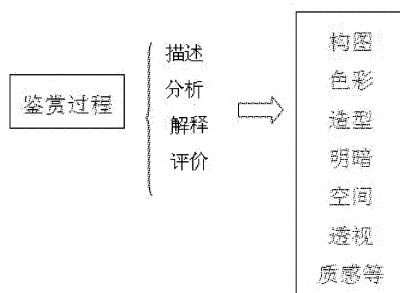 鉴赏过程
描述
分析
解释
评价
构图
色彩
造型
明暗
空间
透视
质感等